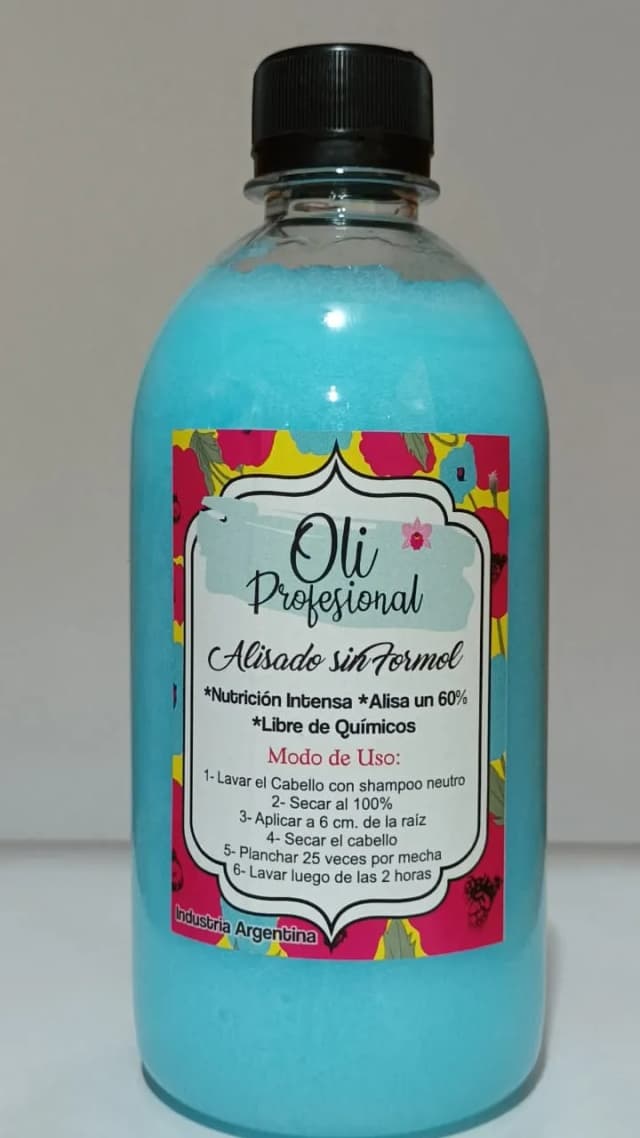 Oli
Profesional
Alisado sin Formol
*Nutrición Intensa *Alisa un 60%
*Libre de Químicos
Modo de Uso:
1- Lavar el Cabello con shampoo neutro
2- Secar al 100%
3- Aplicar a 6 cm. de la raíz
4- Secar el cabello
5- Planchar 25 veces por mecha
6- Lavar luego de las 2 horas
Industria Argentina